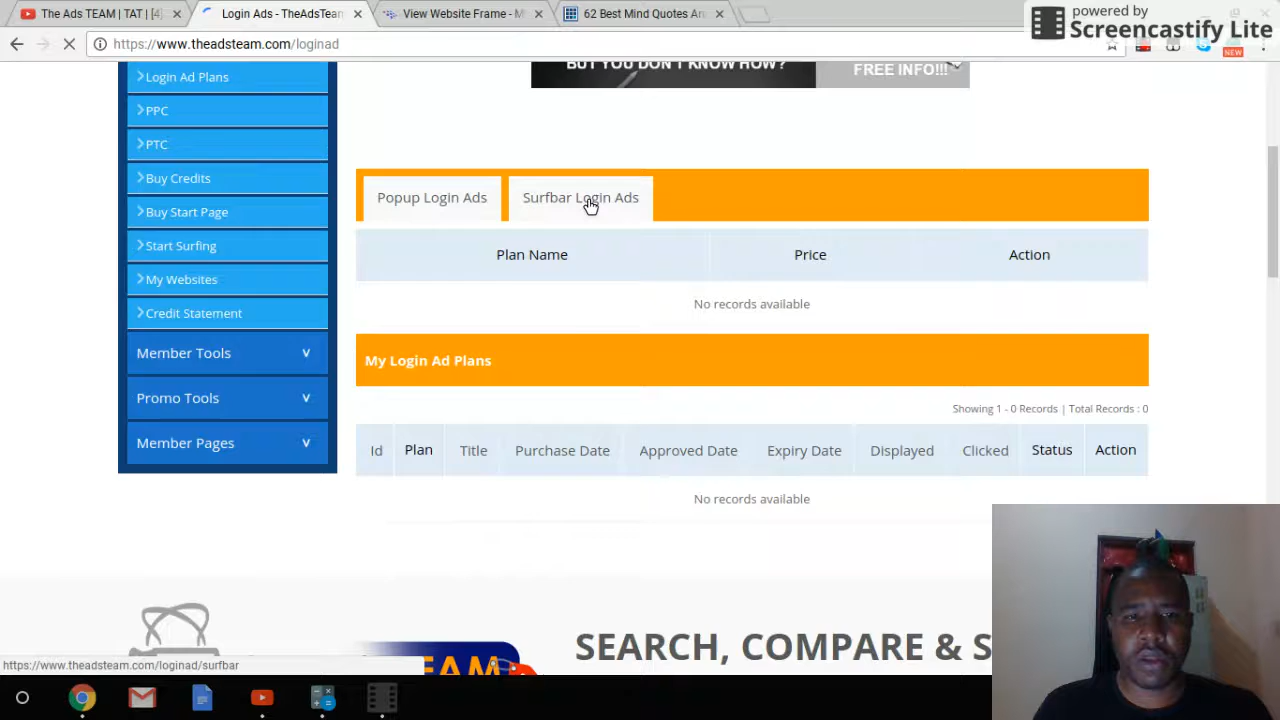 The Ads TEAM | TAT | [4]
Login Ads - TheAdsTeam
View Website Frame - My
62 Best Mind Quotes An
powered by
Screencastify Lite
https://www.theadsteam.com/loginad
NEW
BUT YOU DON'T KNOW HOW?
FREE INFO!!!
Login Ad Plans
PPC
PTC
Buy Credits
Buy Start Page
Start Surfing
My Websites
Credit Statement
Member Tools
Promo Tools
Member Pages
Popup Login Ads
Surfbar Login Ads
Plan Name Price Action
No records available
My Login Ad Plans
Showing 1 - 0 Records | Total Records : 0
Id Plan Title Purchase Date Approved Date Expiry Date Displayed Clicked Status Action
No records available
SEARCH, COMPARE & S
TEAM
https://www.theadsteam.com/loginad/surfbar